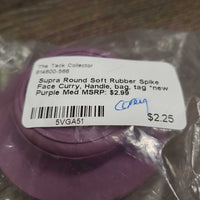 The Tack Collector
914600-566
Supra Round Soft Rubber Spike
Face Curry, Handle, bag, tag *new
Purple Med MSRP: $2.99
Curry
5VGA51
$2.25